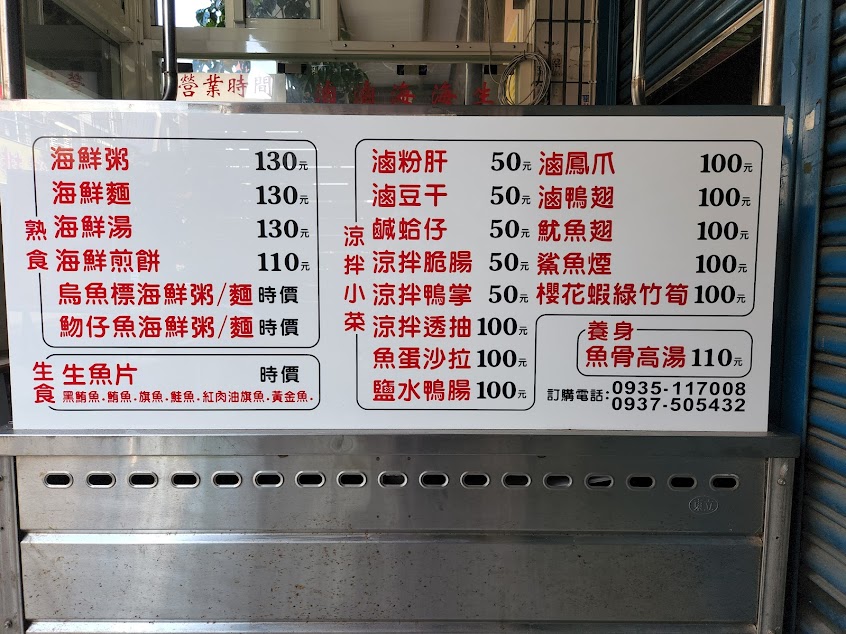 營業時間
熟食
海鮮粥 130元
海鮮麵 130元
海鮮湯 130元
海鮮煎餅 110元
烏魚標海鮮粥/麵 時價
魩仔魚海鮮粥/麵 時價
生食
生魚片 時價
黑鮪魚.鮪魚.旗魚.鮭魚.紅肉油旗魚.黃金魚.
涼拌小菜
滷粉肝 50元
滷豆干 50元
鹹蛤仔 50元
涼拌脆腸 50元
涼拌鴨掌 50元
涼拌透抽 100元
魚蛋沙拉 100元
鹽水鴨腸 100元
滷鳳爪 100元
滷鴨翅 100元
魷魚翅 100元
鯊魚煙 100元
櫻花蝦綠竹筍 100元
養身
魚骨高湯 110元
訂購電話:0935-117008
0937-505432